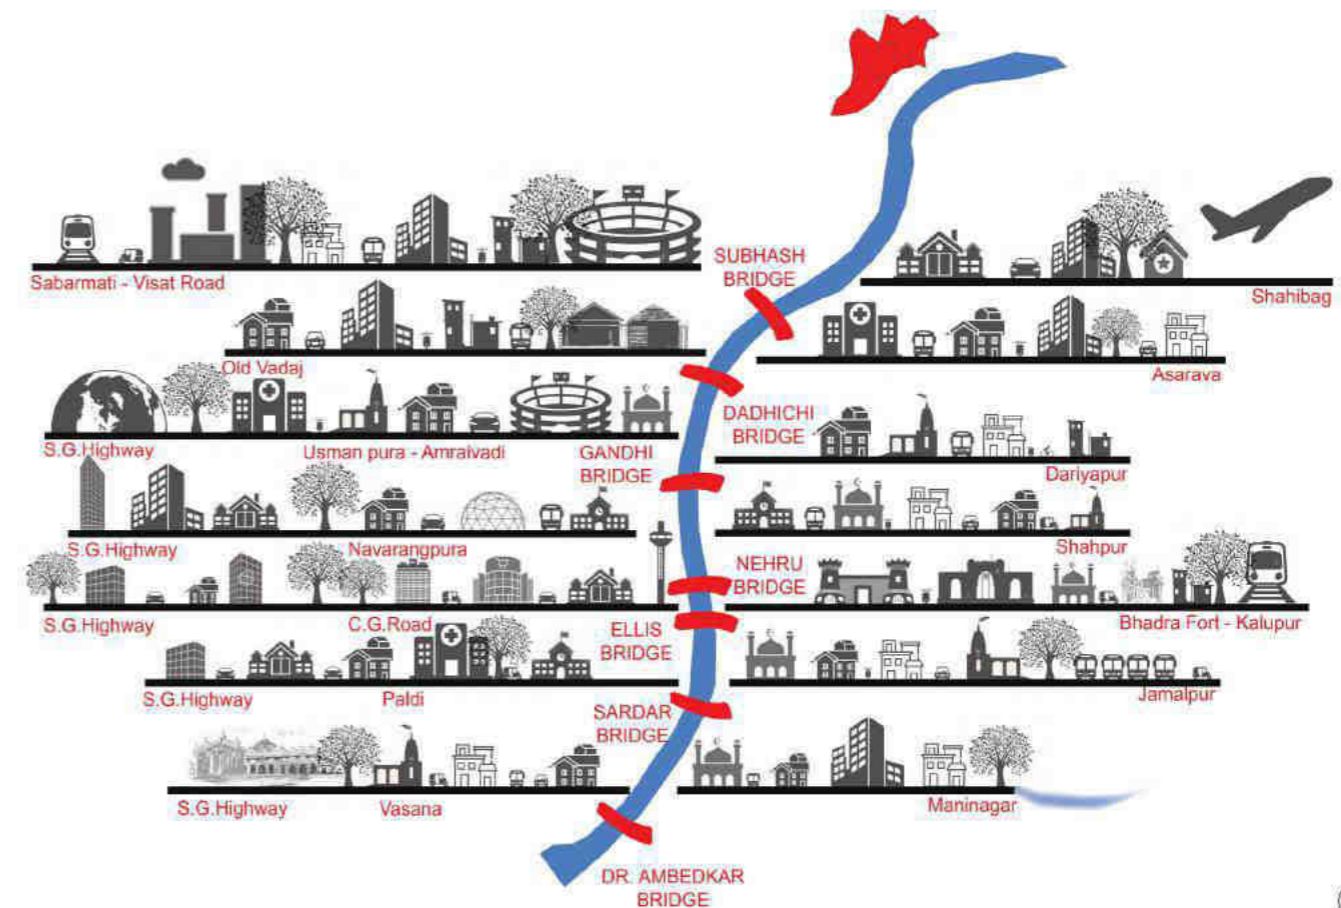 SUBHASH
BRIDGE
Sabarmati - Visat Road
Shahibag
Old Vadaj
Asarava
DADHICHI
BRIDGE
S.G.Highway
Usman pura - Amraivadi
GANDHI
BRIDGE
Dariyapur
S.G.Highway
Navarangpura
Shahpur
NEHRU
BRIDGE
S.G.Highway
C.G.Road
ELLIS
BRIDGE
Bhadra Fort - Kalupur
S.G.Highway
Paldi
Jamalpur
SARDAR
BRIDGE
S.G.Highway
Vasana
Maninagar
DR. AMBEDKAR
BRIDGE